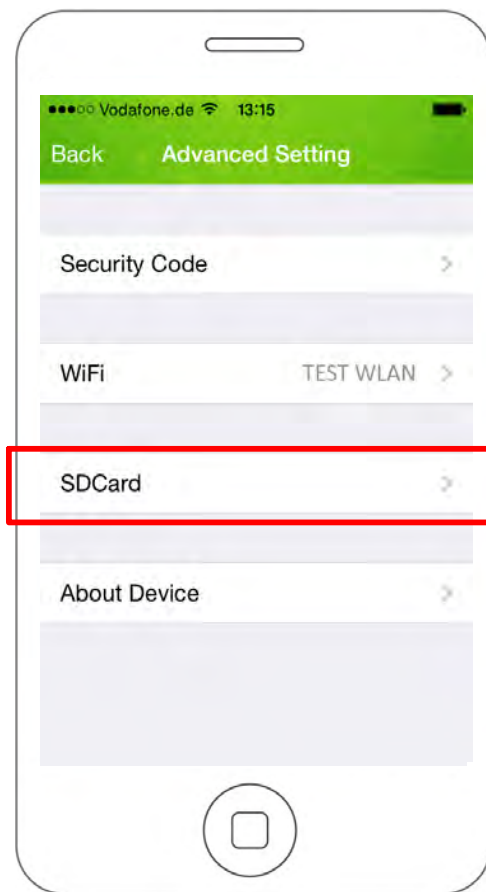 Vodafone.de 13:15
Back Advanced Setting
Security Code
WiFi TEST WLAN
SDCard
About Device